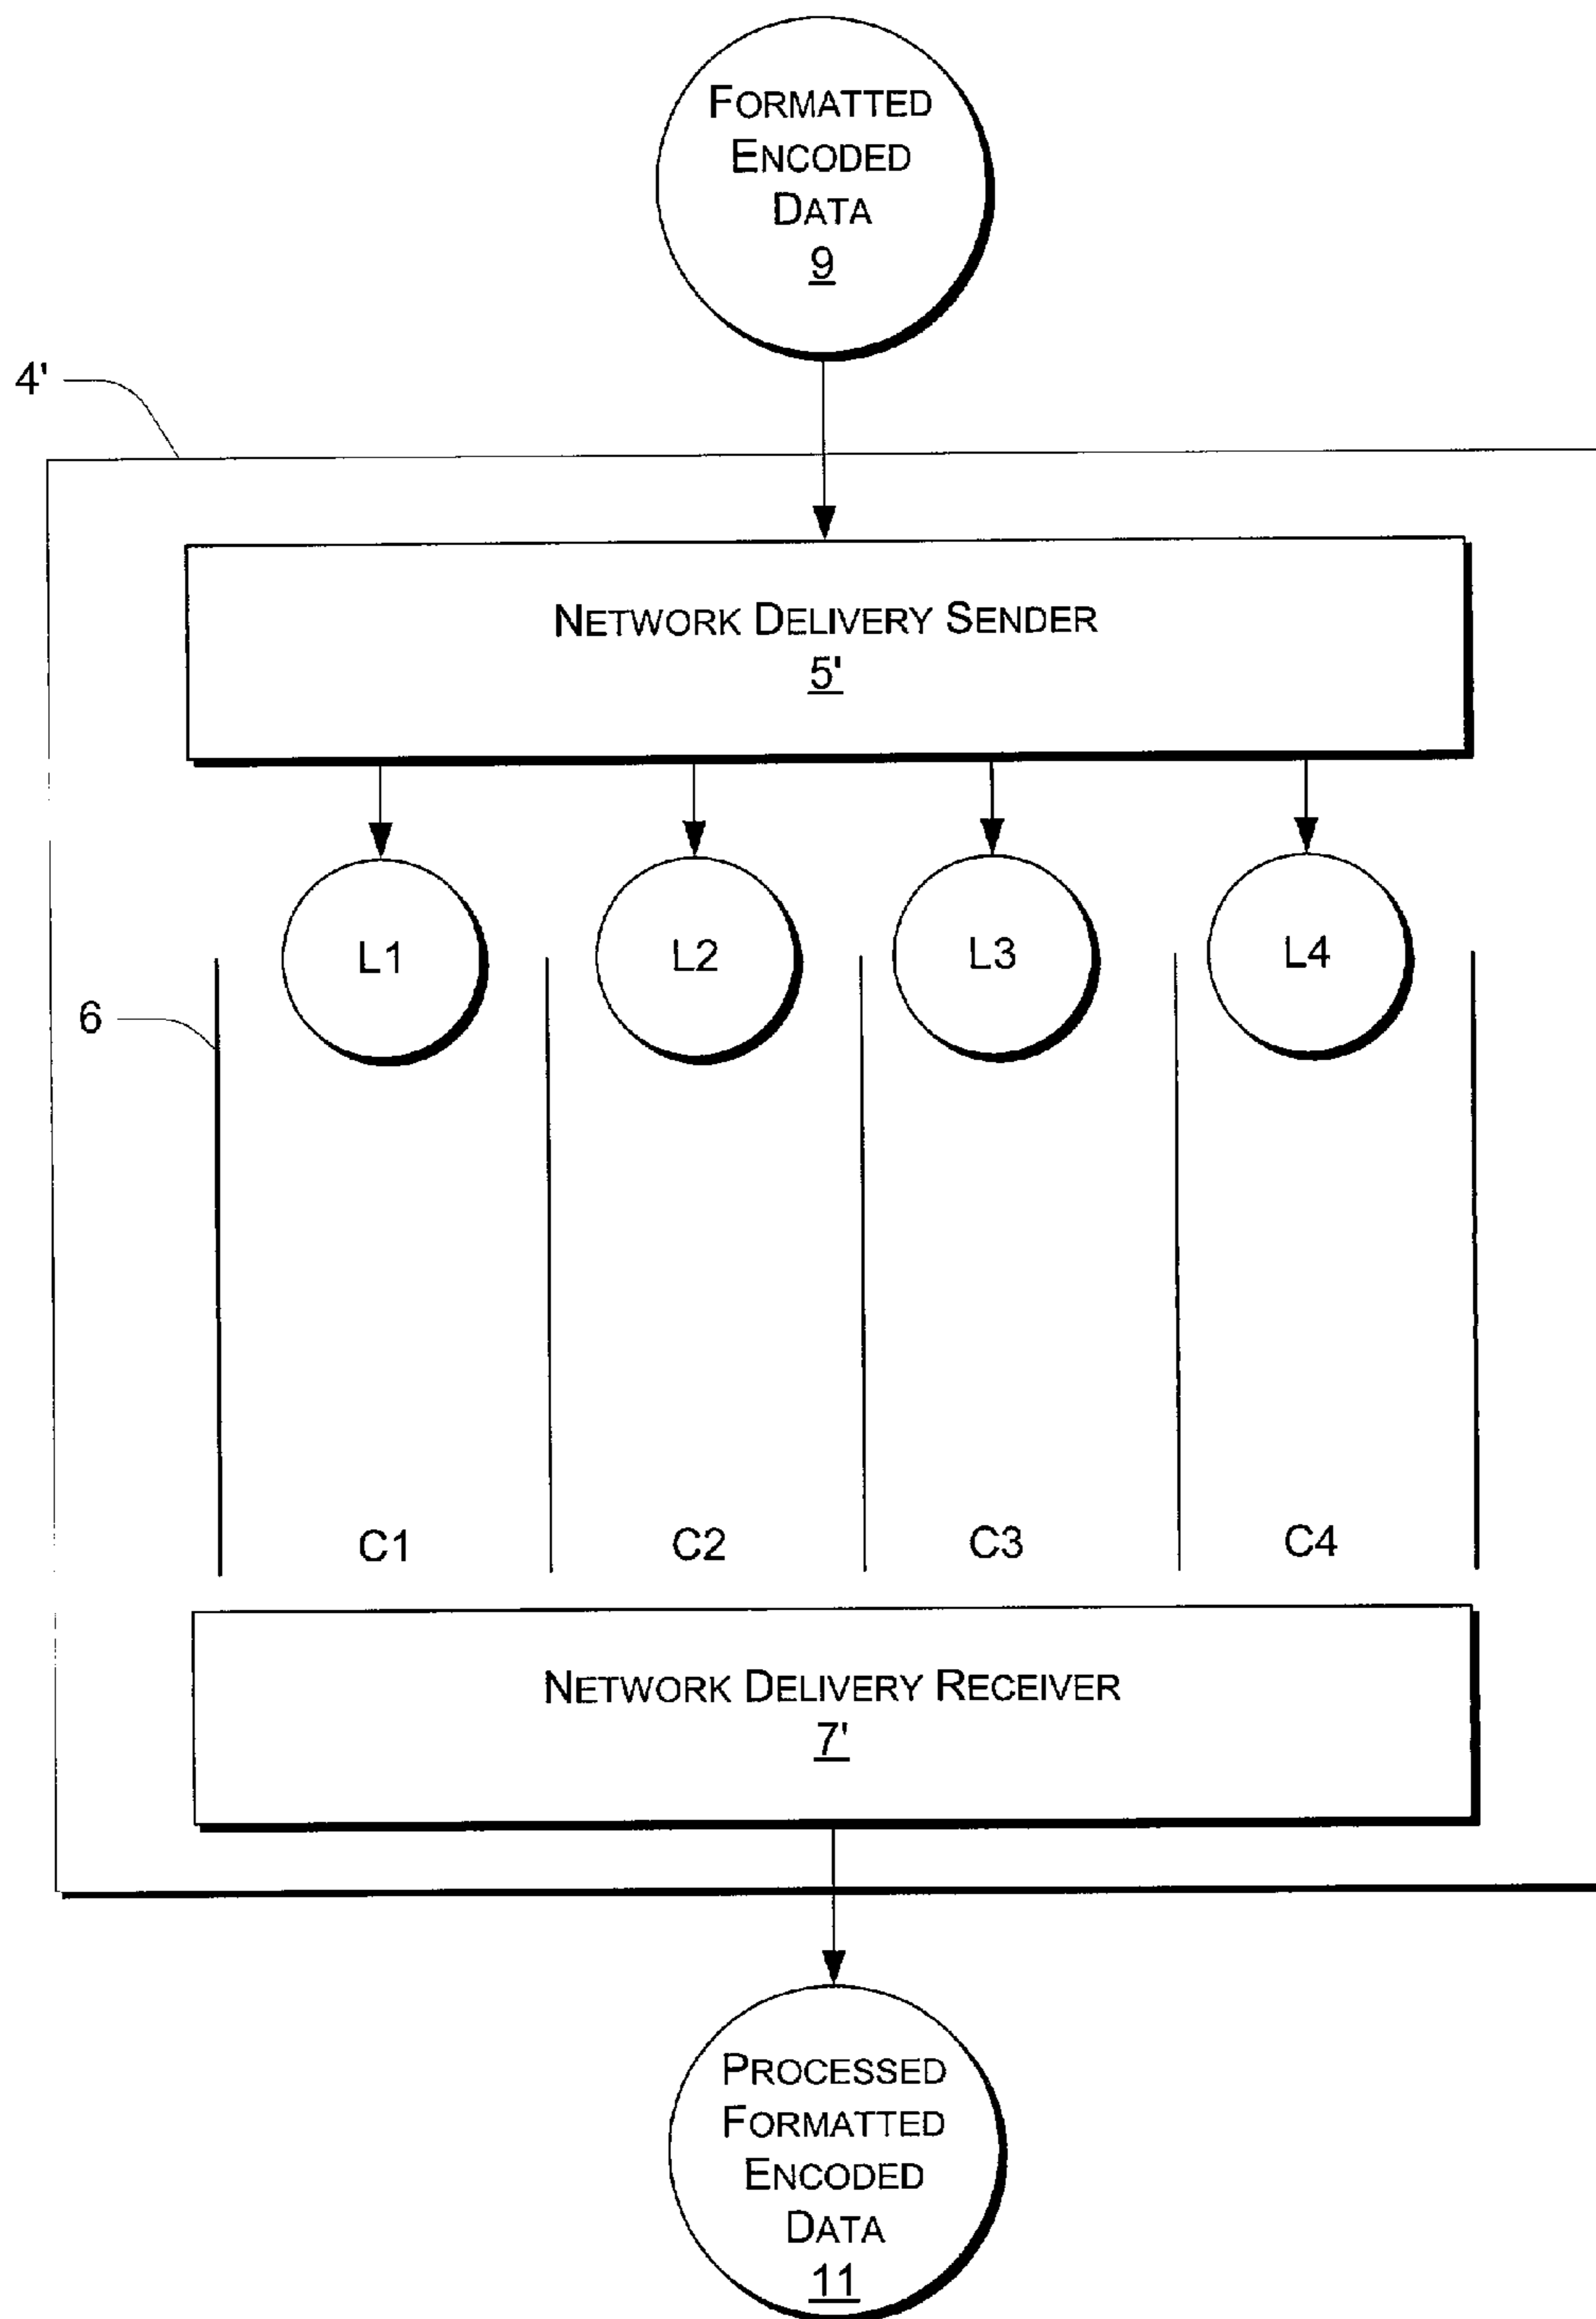 FORMATTED
ENCODED
DATA
9
4'
NETWORK DELIVERY SENDER
5'
L1 L2 L3 L4
6
C1 C2 C3 C4
NETWORK DELIVERY RECEIVER
7'
PROCESSED
FORMATTED
ENCODED
DATA
11